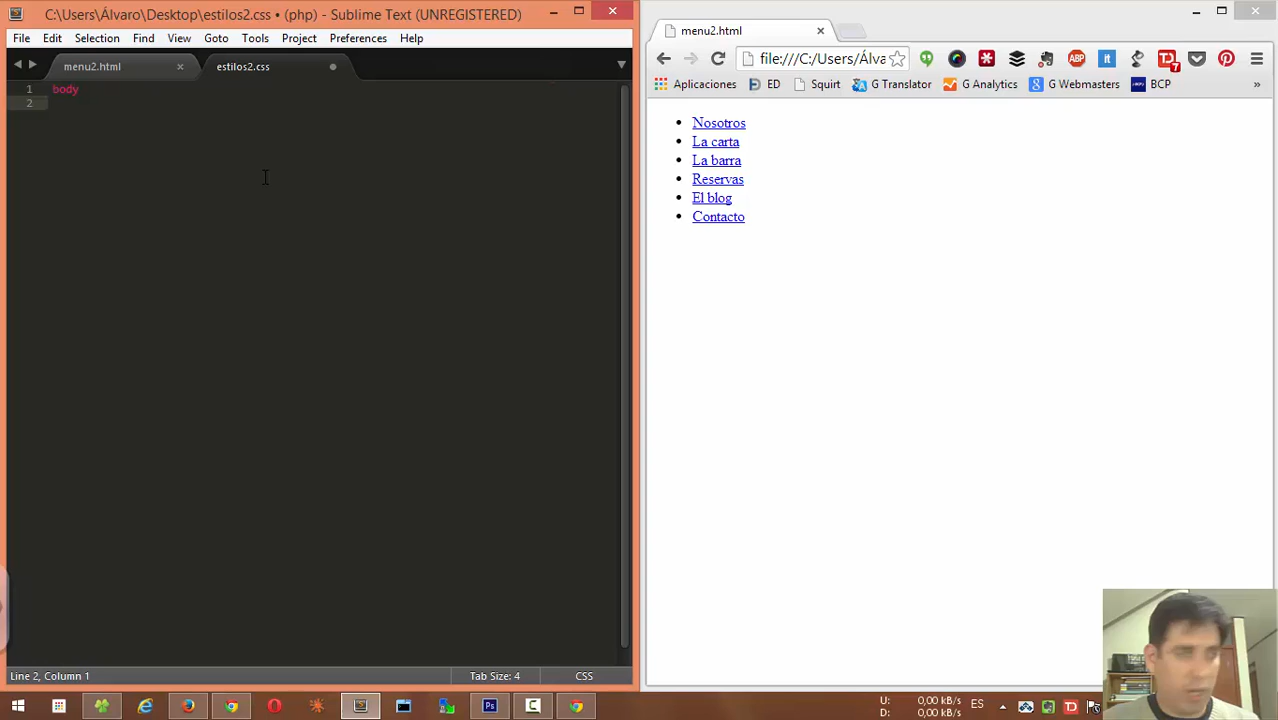 C:\Users\Álvaro\Desktop\estilos2.css • (php) - Sublime Text (UNREGISTERED)
File Edit Selection Find View Goto Tools Project Preferences Help
menu2.html × estilos2.css
1 body
2
Line 2, Column 1 Tab Size: 4 CSS
menu2.html ×
file:///C:/Users/Álva
ABP it 7
Aplicaciones ED Squirt G Translator G Analytics G Webmasters BCP »
• Nosotros
• La carta
• La barra
• Reservas
• El blog
• Contacto
U: 0,00 kB/s
D: 0,00 kB/s
ES